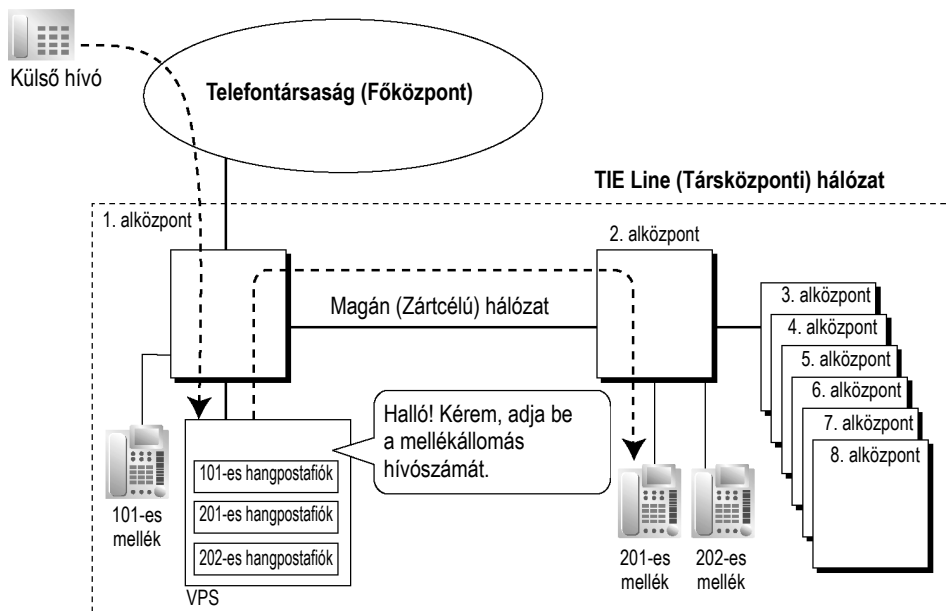 Külső hívó
Telefontársaság (Főközpont)
TIE Line (Társközponti) hálózat
1. alközpont
2. alközpont
Magán (Zártcélú) hálózat
3. alközpont
4. alközpont
5. alközpont
6. alközpont
7. alközpont
8. alközpont
Halló! Kérem, adja be
a mellékállomás
hívószámát.
101-es
mellék
101-es hangpostafiók
201-es hangpostafiók
202-es hangpostafiók
VPS
201-es
mellék
202-es
mellék